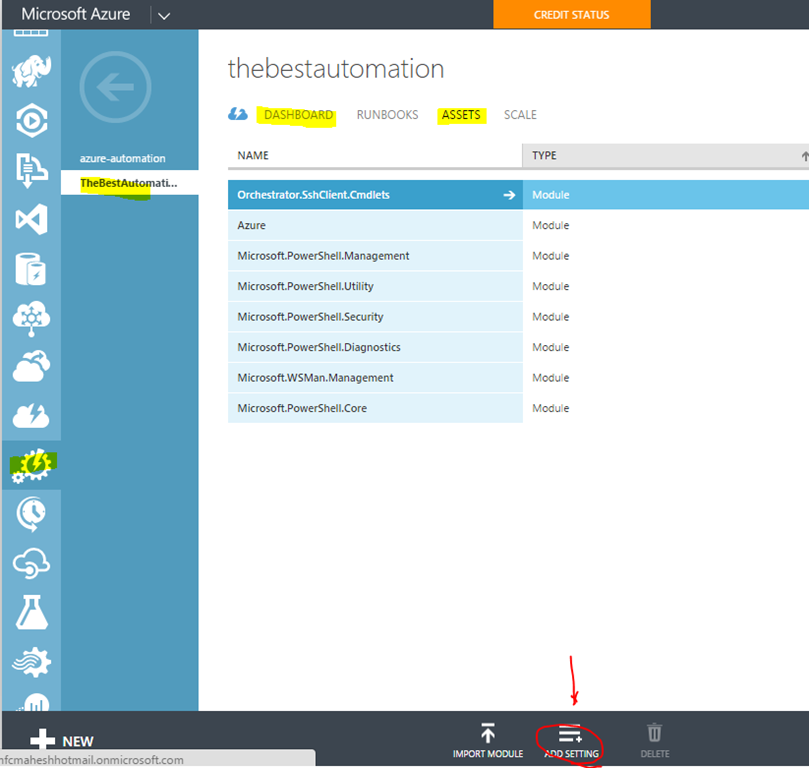 Microsoft Azure
CREDIT STATUS
azure-automation
TheBestAutomati...
thebestautomation
DASHBOARD RUNBOOKS ASSETS SCALE
NAME TYPE
Orchestrator.SshClient.Cmdlets Module
Azure Module
Microsoft.PowerShell.Management Module
Microsoft.PowerShell.Utility Module
Microsoft.PowerShell.Security Module
Microsoft.PowerShell.Diagnostics Module
Microsoft.WSMan.Management Module
Microsoft.PowerShell.Core Module
NEW
IMPORT MODULE ADD SETTING DELETE
nfcmaheshhotmail.onmicrosoft.com